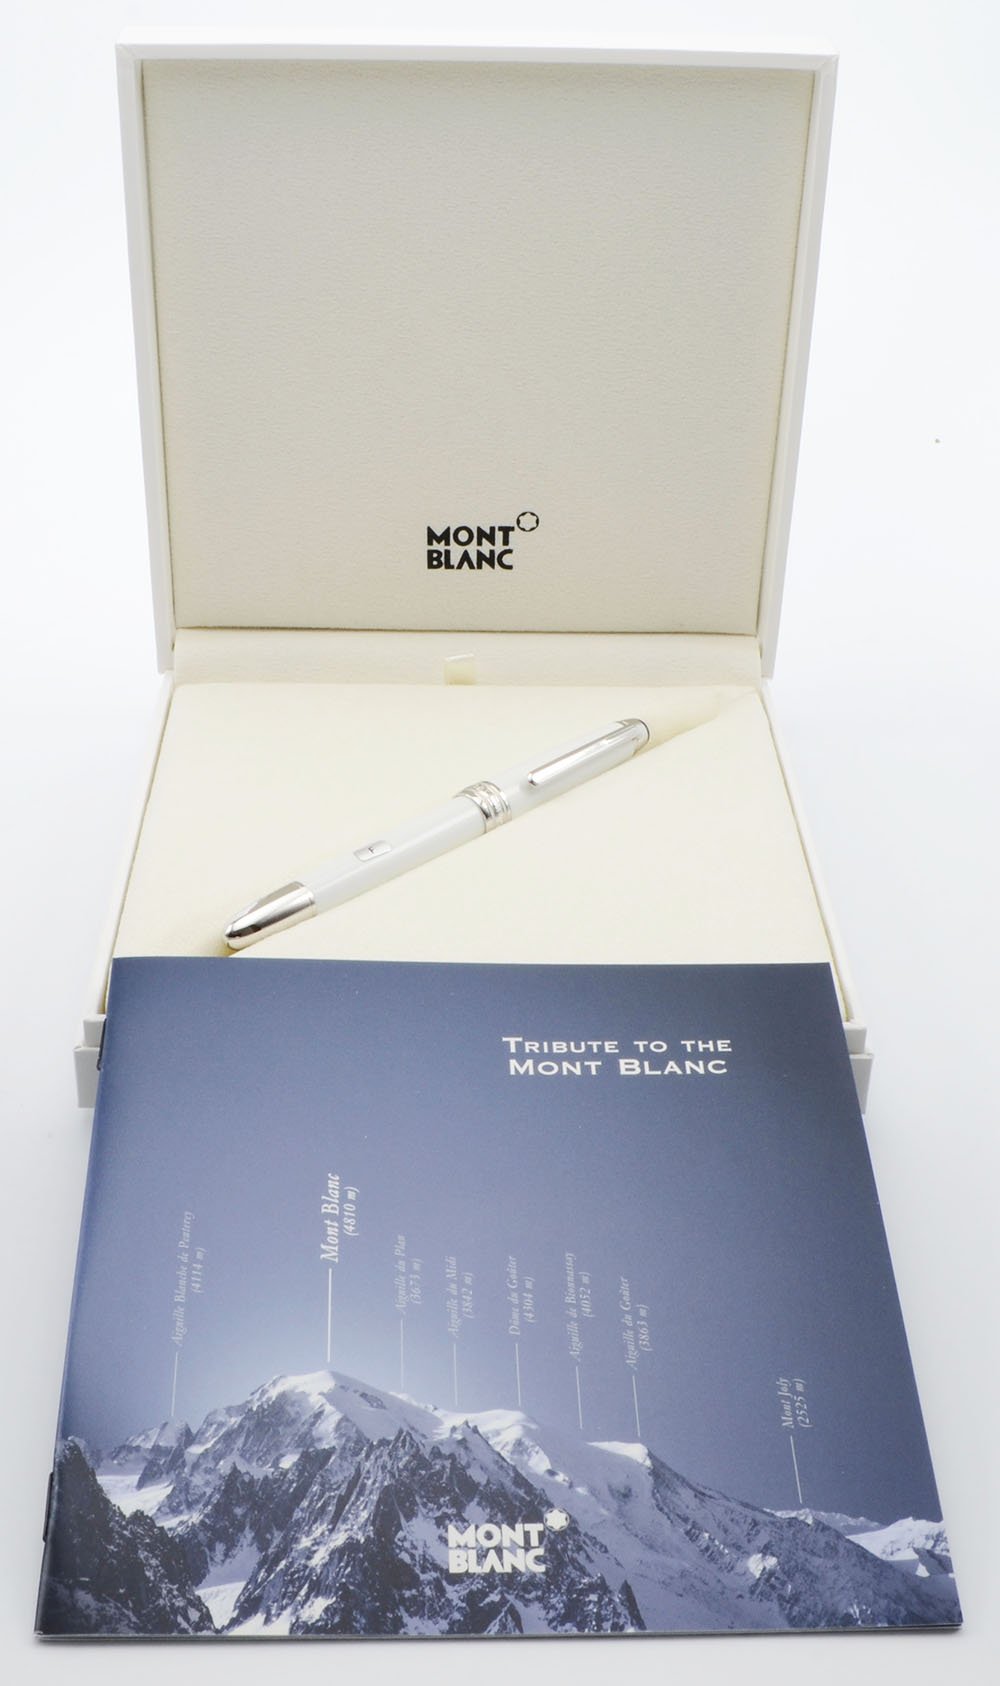 MONT
BLANC
F
TRIBUTE TO THE
MONT BLANC
Aiguille Blanche de Peuterey
(4114 m)
Mont Blanc
(4810 m)
Aiguille du Plan
(3673 m)
Aiguille du Midi
(3842 m)
Dôme du Goûter
(4304 m)
Aiguille de Bionnassay
(4052 m)
Aiguille du Goûter
(3863 m)
Mont Joly
(2525 m)
MONT
BLANC